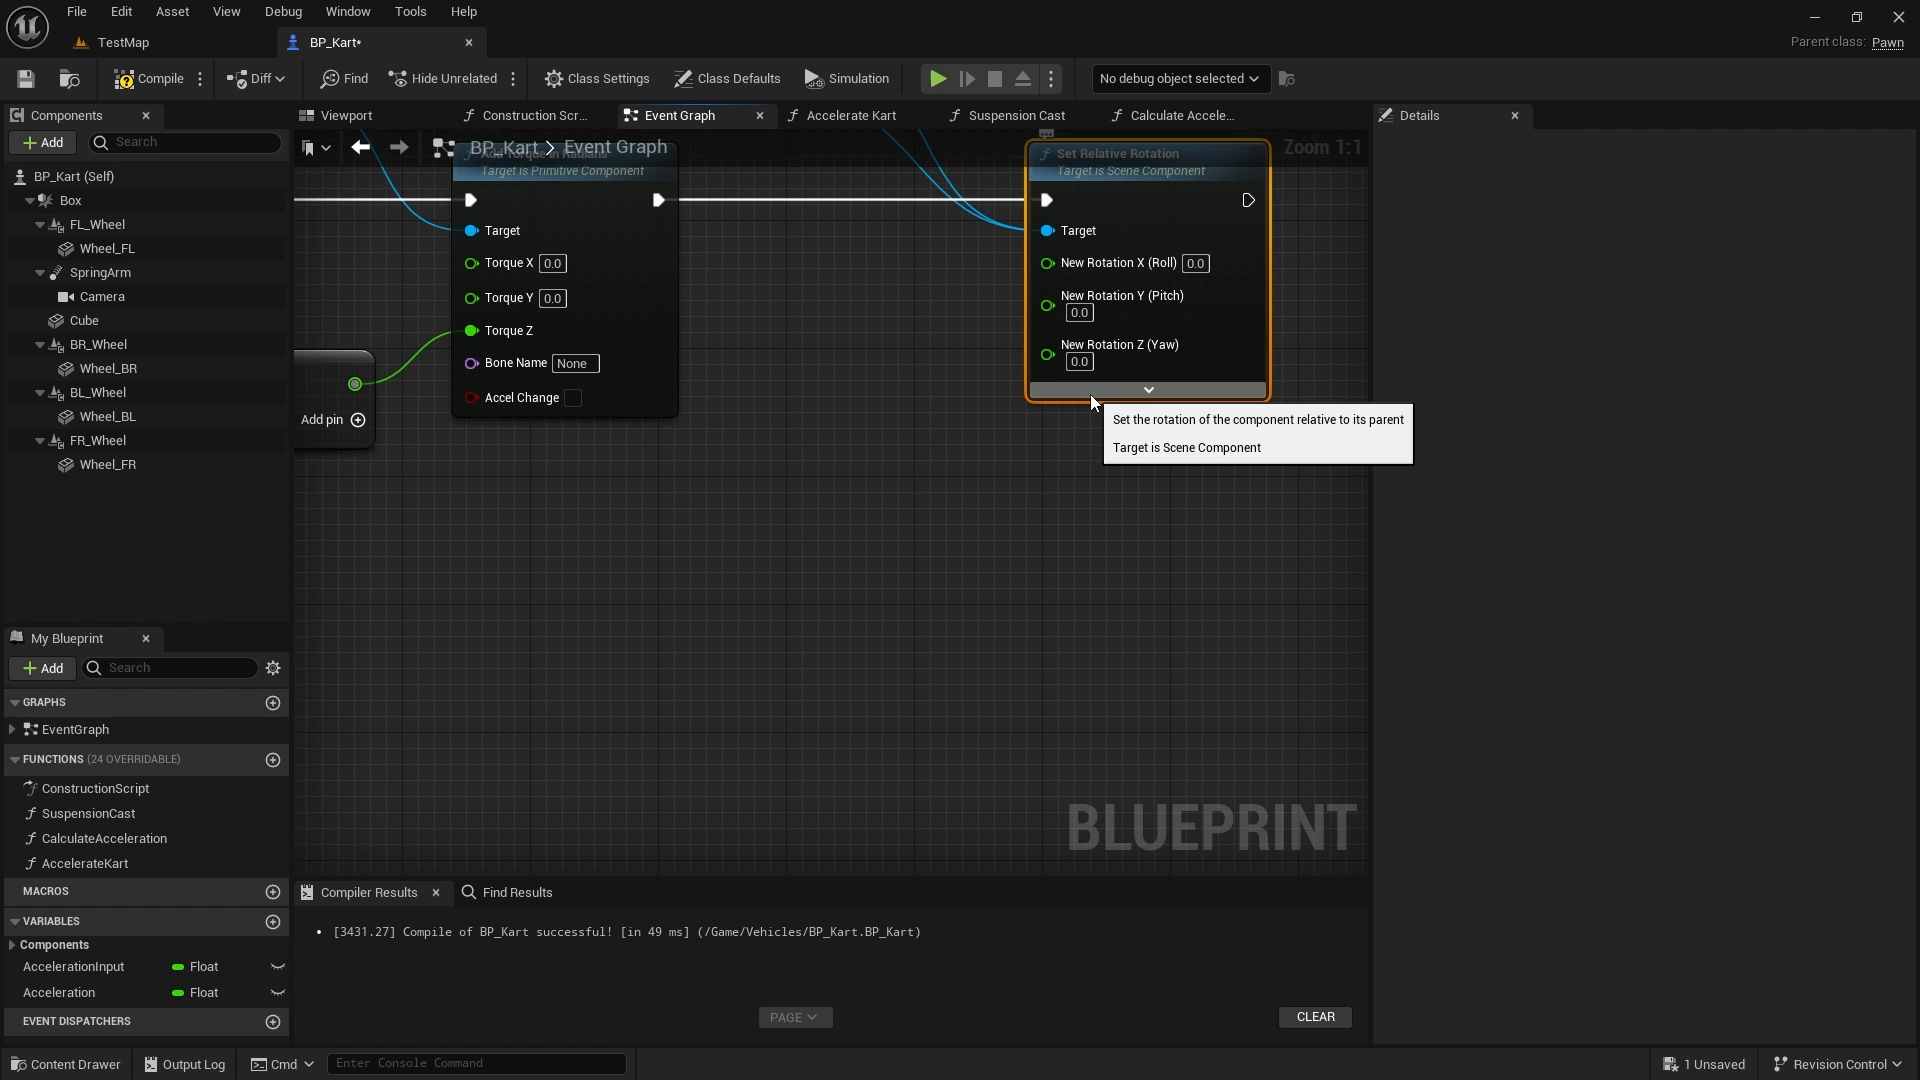 File Edit Asset View Debug Window Tools Help
TestMap
BP_Kart*
Parent class: Pawn
Compile
Diff
Find
Hide Unrelated
Class Settings
Class Defaults
Simulation
No debug object selected
Components
Viewport
Construction Scr...
Event Graph
Accelerate Kart
Suspension Cast
Calculate Accele...
Details
Add
Search
BP_Kart > Event Graph
Zoom 1:1
BP_Kart (Self)
Box
FL_Wheel
Wheel_FL
SpringArm
Camera
Cube
BR_Wheel
Wheel_BR
BL_Wheel
Wheel_BL
FR_Wheel
Wheel_FR
Add Torque in Radians
Target is Primitive Component
Target
Torque X 0.0
Torque Y 0.0
Torque Z
Bone Name None
Accel Change
Add pin
Set Relative Rotation
Target is Scene Component
Target
New Rotation X (Roll) 0.0
New Rotation Y (Pitch)
0.0
New Rotation Z (Yaw)
0.0
Set the rotation of the component relative to its parent
Target is Scene Component
BLUEPRINT
My Blueprint
Add
Search
GRAPHS
EventGraph
FUNCTIONS (24 OVERRIDABLE)
ConstructionScript
SuspensionCast
CalculateAcceleration
AccelerateKart
MACROS
VARIABLES
Components
AccelerationInput Float
Acceleration Float
EVENT DISPATCHERS
Compiler Results
Find Results
[3431.27] Compile of BP_Kart successful! [in 49 ms] (/Game/Vehicles/BP_Kart.BP_Kart)
PAGE
CLEAR
Content Drawer
Output Log
Cmd
Enter Console Command
1 Unsaved
Revision Control